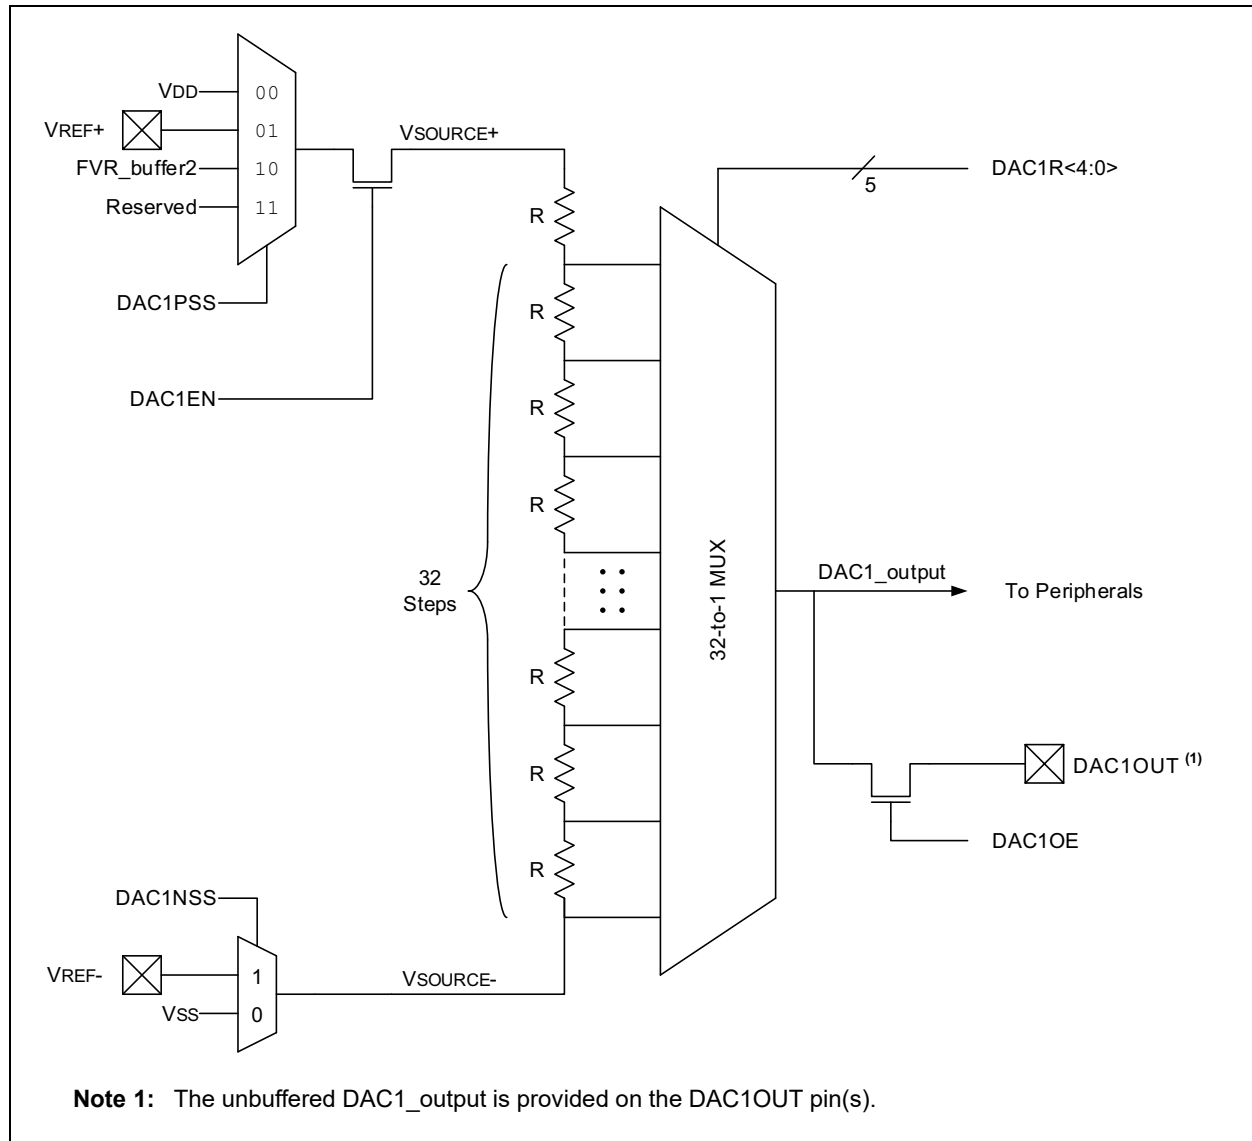 VDD
00
VREF+
01
VSOURCE+
FVR_buffer2
10
DAC1R<4:0>
5
Reserved
11
R
DAC1PSS
R
DAC1EN
R
R
32
Steps
32-to-1 MUX
DAC1_output
To Peripherals
R
R
DAC1OUT (1)
DAC1OE
R
DAC1NSS
VREF-
1
VSOURCE-
VSS
0
Note 1: The unbuffered DAC1_output is provided on the DAC1OUT pin(s).